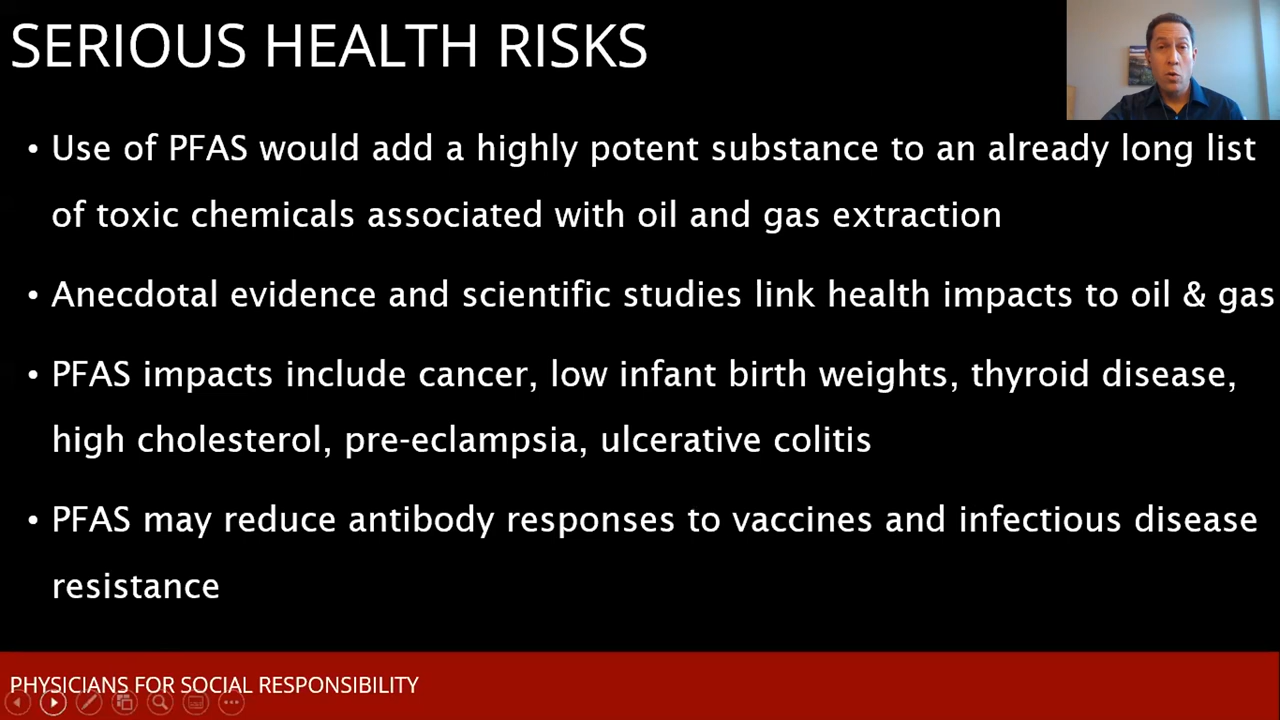 SERIOUS HEALTH RISKS
• Use of PFAS would add a highly potent substance to an already long list
of toxic chemicals associated with oil and gas extraction
• Anecdotal evidence and scientific studies link health impacts to oil & gas
• PFAS impacts include cancer, low infant birth weights, thyroid disease,
high cholesterol, pre-eclampsia, ulcerative colitis
• PFAS may reduce antibody responses to vaccines and infectious disease
resistance
PHYSICIANS FOR SOCIAL RESPONSIBILITY